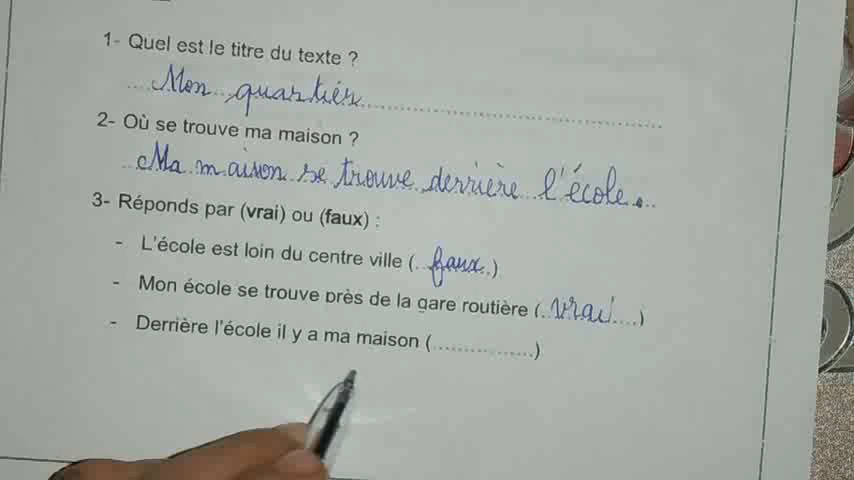 1- Quel est le titre du texte ?
Mon quartier
2- Où se trouve ma maison ?
Ma maison se trouve derrière l'école.
3- Réponds par (vrai) ou (faux) :
- L'école est loin du centre ville (..faux..)
- Mon école se trouve près de la gare routière (..vrai....)
- Derrière l'école il y a ma maison (................)